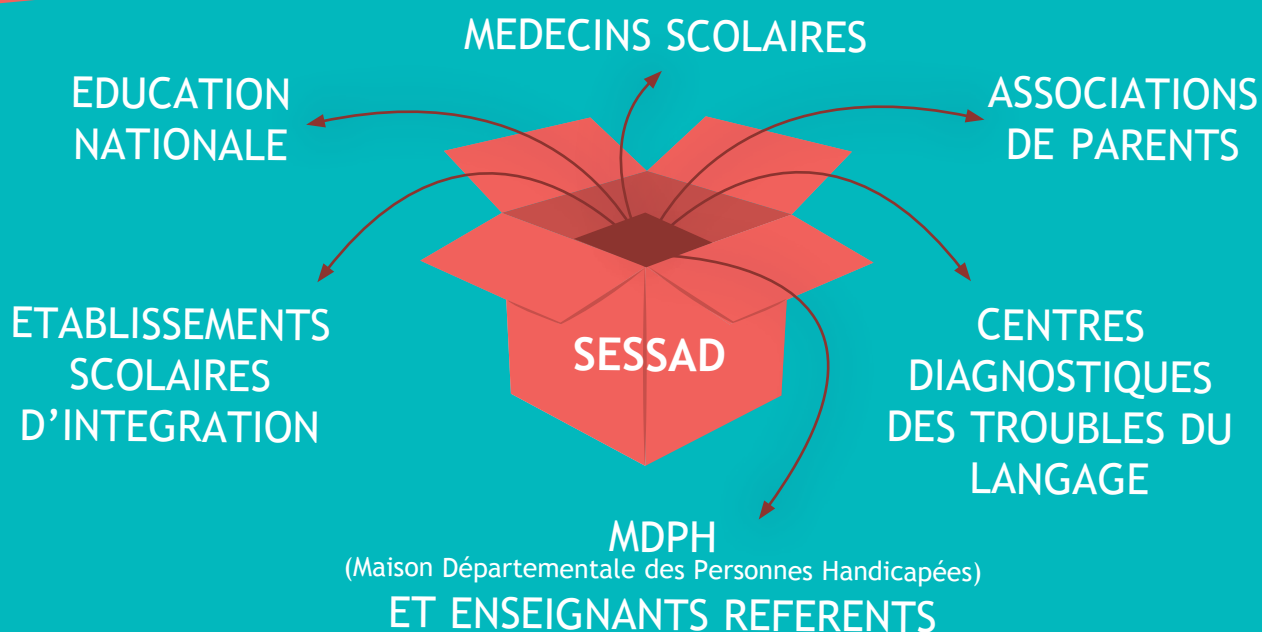 MEDECINS SCOLAIRES
EDUCATION
NATIONALE
ASSOCIATIONS
DE PARENTS
ETABLISSEMENTS
SCOLAIRES
D’INTEGRATION
SESSAD
CENTRES
DIAGNOSTIQUES
DES TROUBLES DU
LANGAGE
MDPH
(Maison Départementale des Personnes Handicapées)
ET ENSEIGNANTS REFERENTS